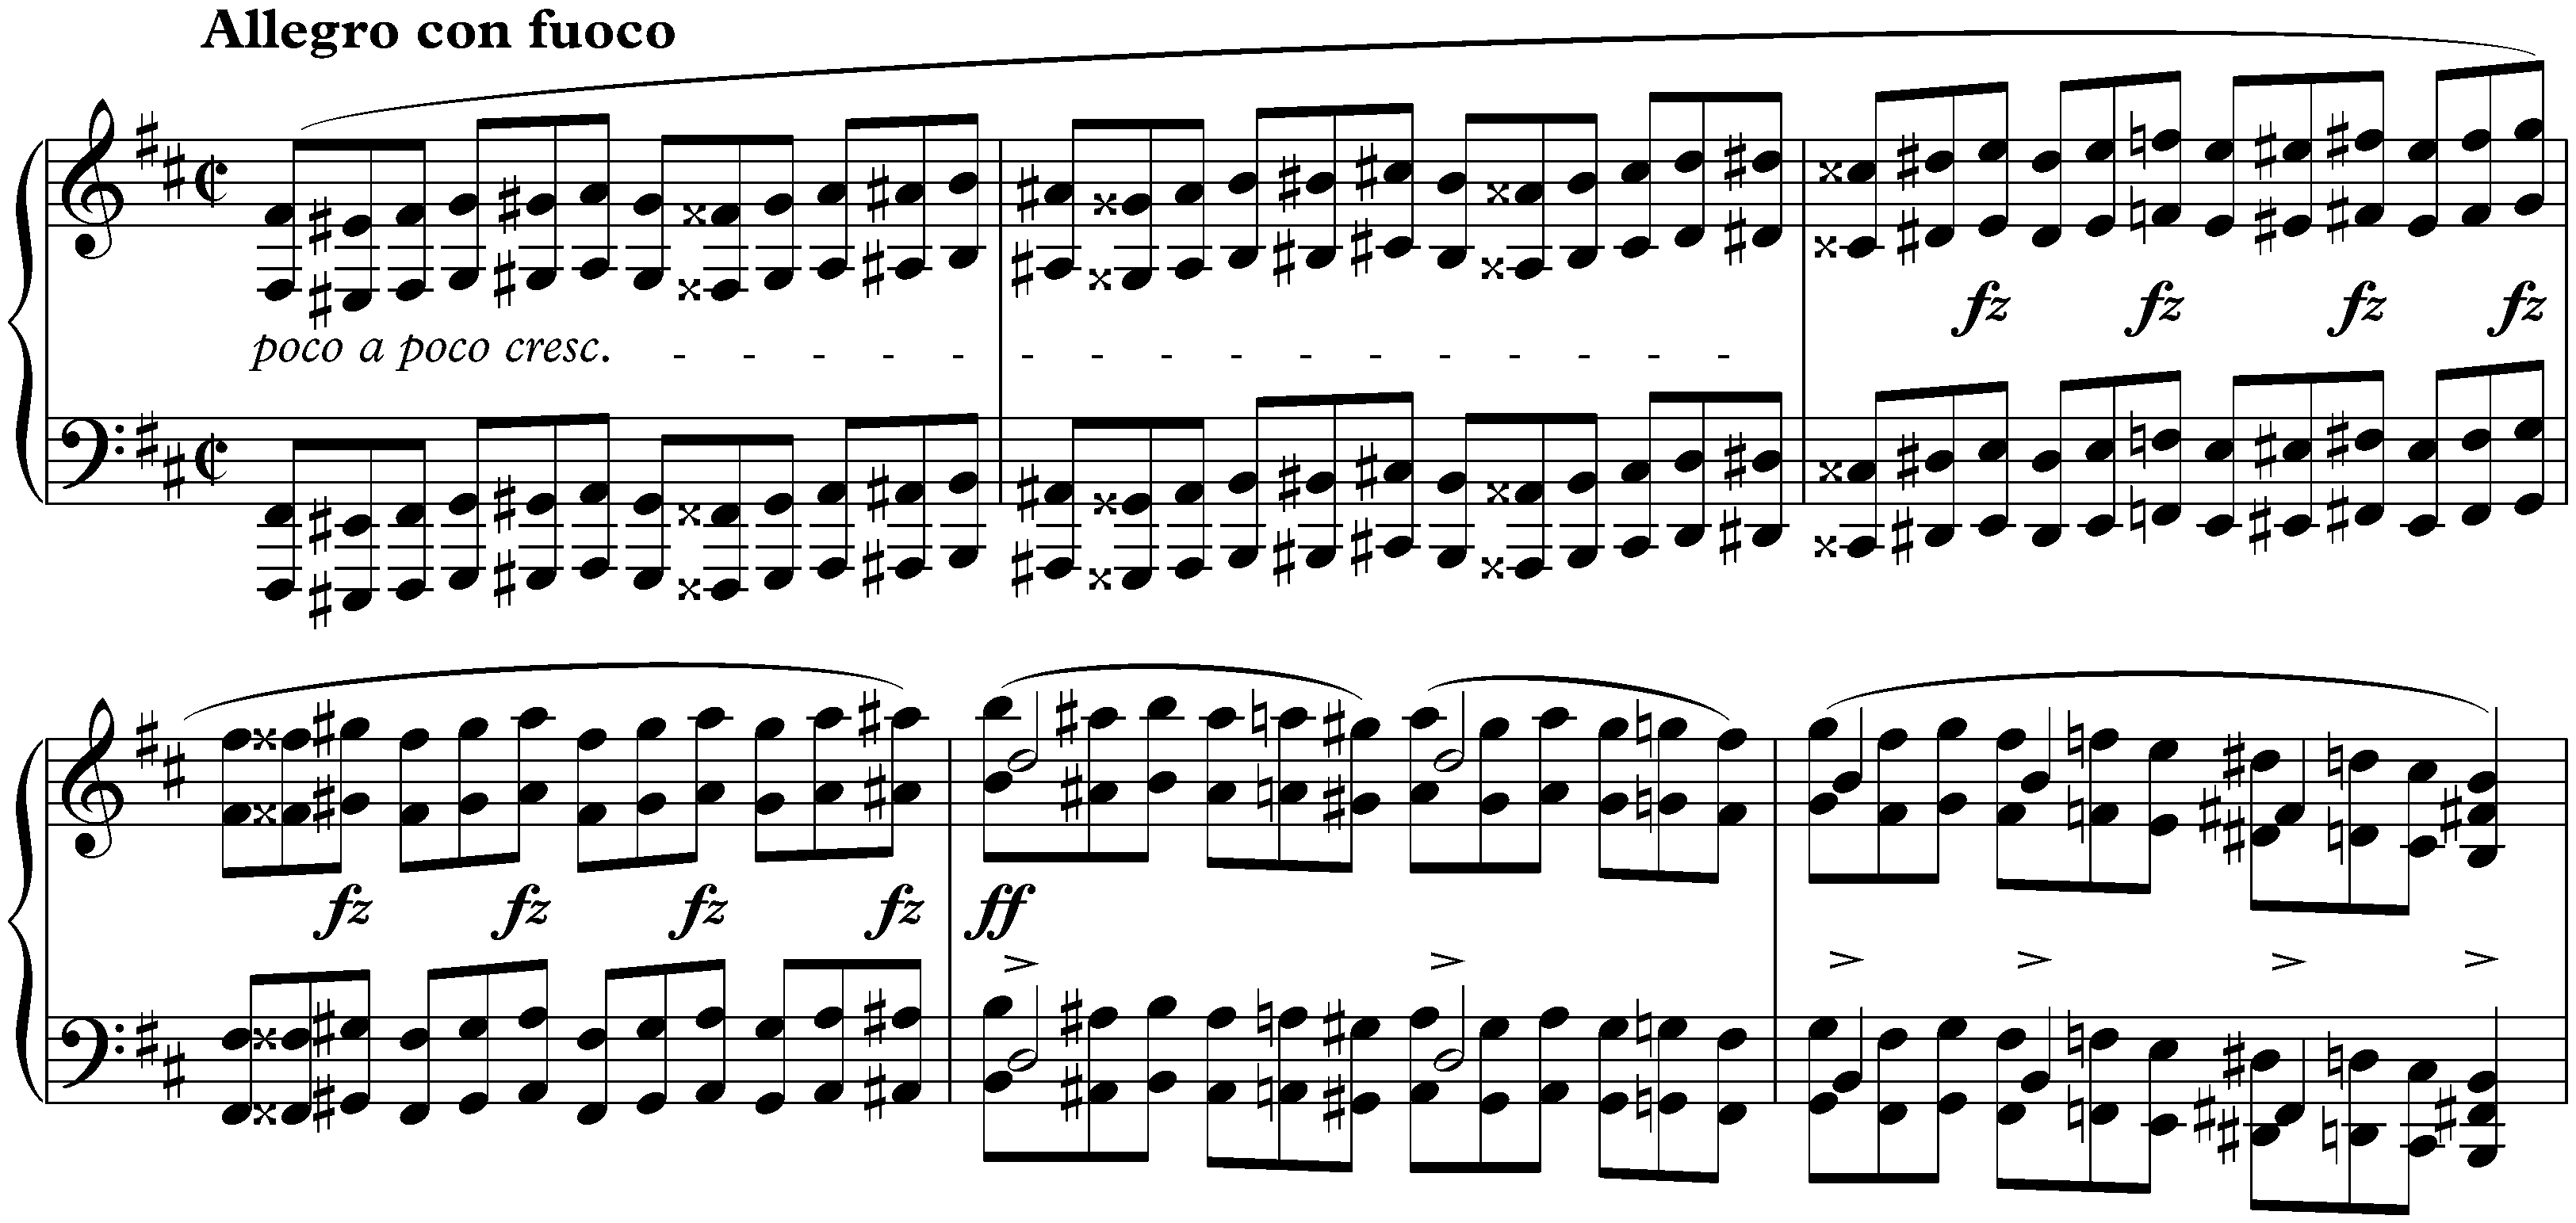 Allegro con fuoco
fz fz fz fz
poco a poco cresc. - - - - - - - - - - - - - - - -
fz fz fz fz ff